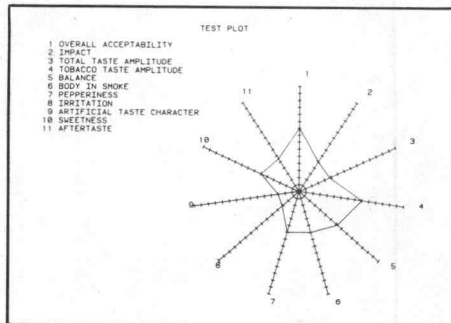 TEST PLOT
1 OVERALL ACCEPTABILITY
2 IMPACT
3 TOTAL TASTE AMPLITUDE
4 TOBACCO TASTE AMPLITUDE
5 BALANCE
6 BODY IN SMOKE
7 PEPPERINESS
8 IRRITATION
9 ARTIFICIAL TASTE CHARACTER
10 SWEETNESS
11 AFTERTASTE
1
2
3
4
5
6
7
8
9
10
11